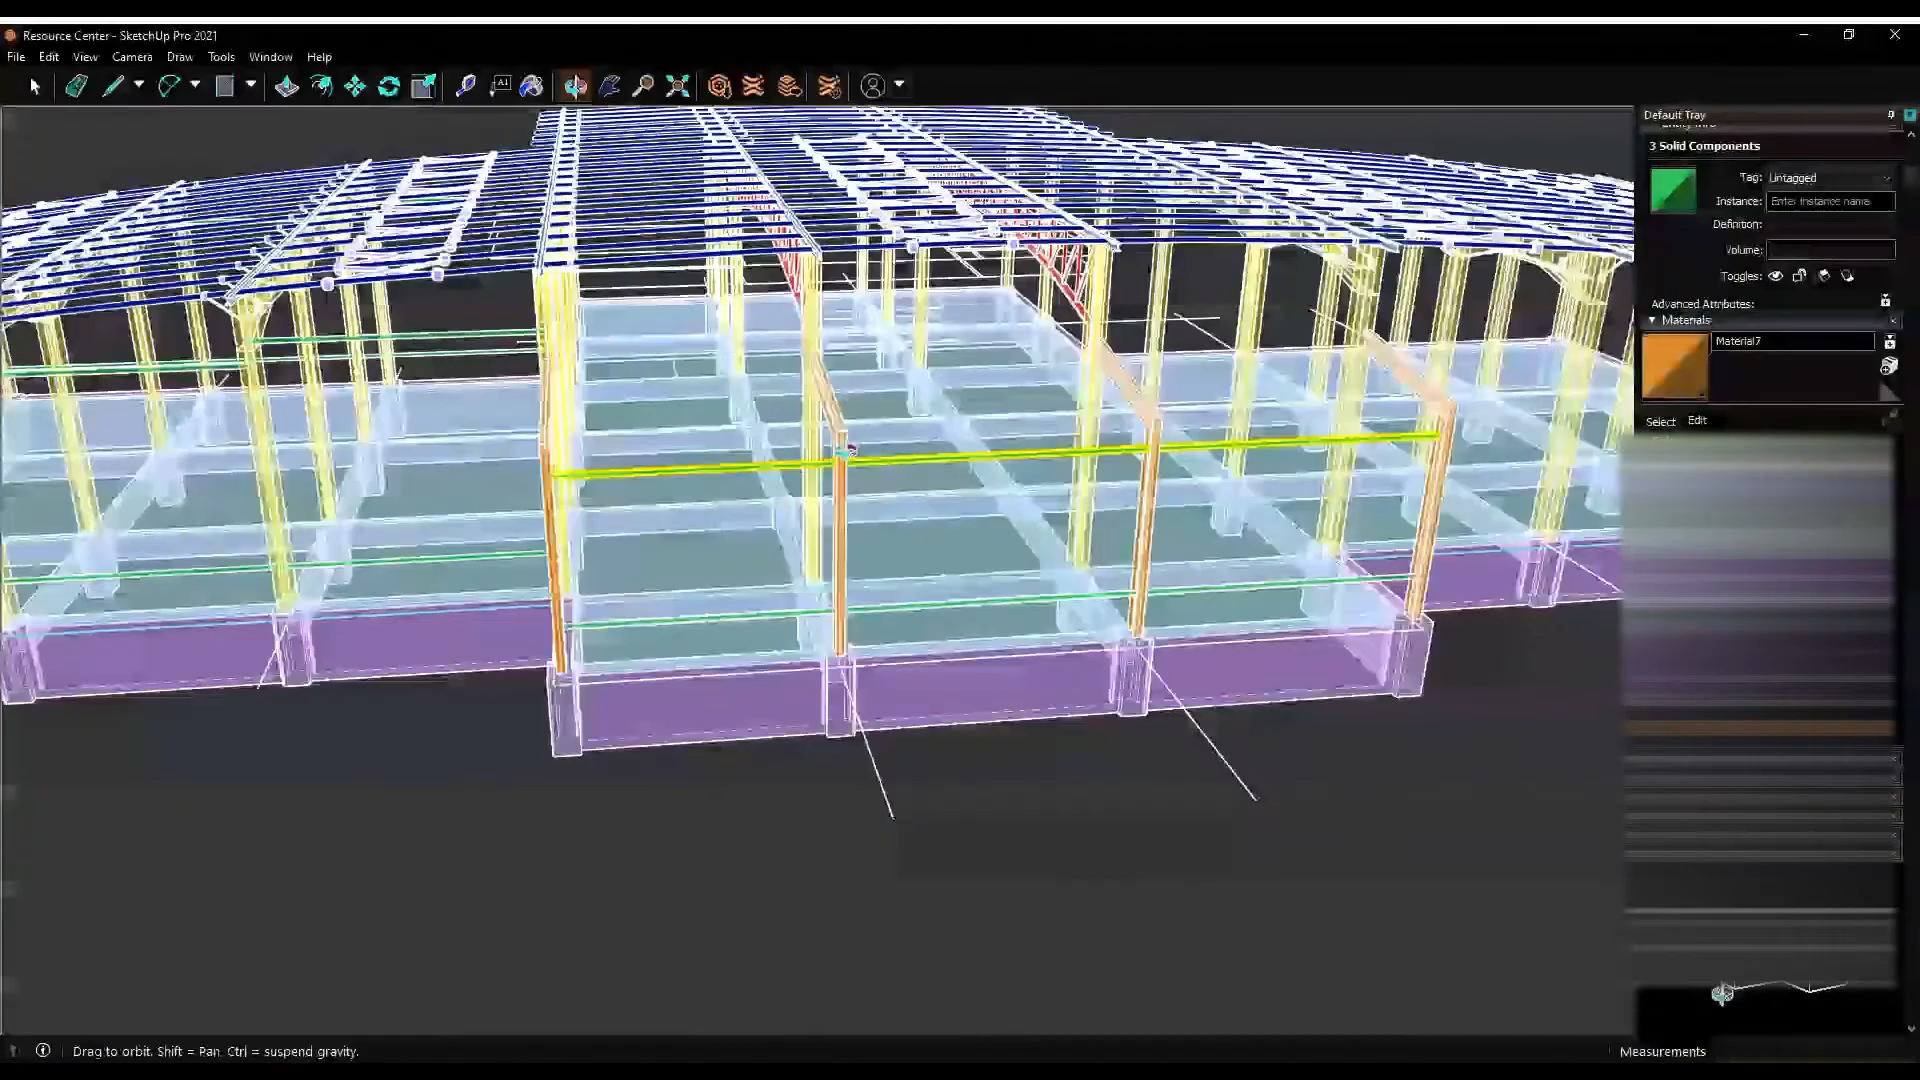 Resource Center - SketchUp Pro 2021
File Edit View Camera Draw Tools Window Help
A1
Default Tray
3 Solid Components
Tag: Untagged
Instance: Enter instance name
Definition:
Volume:
Toggles:
Advanced Attributes:
Materials
Material7
Select Edit
Drag to orbit. Shift = Pan, Ctrl = suspend gravity.
Measurements